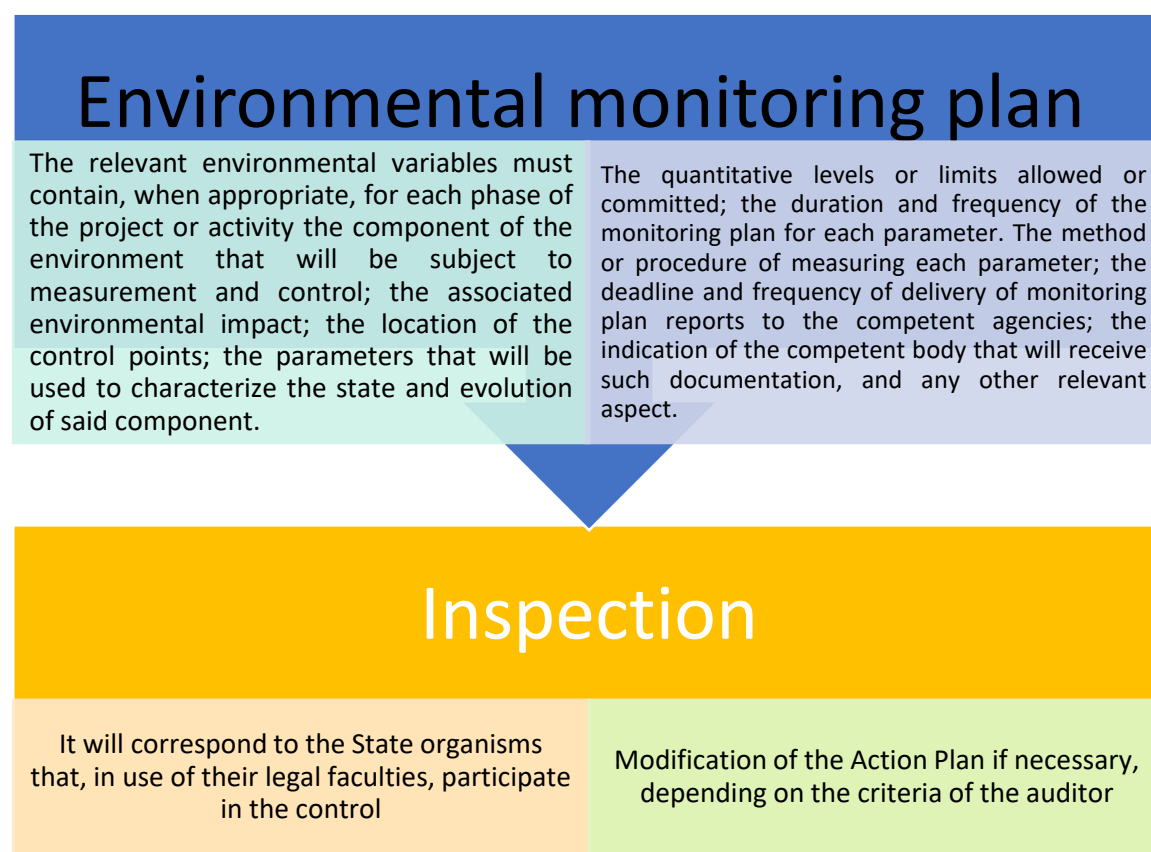 Environmental monitoring plan
The relevant environmental variables must
contain, when appropriate, for each phase of
the project or activity the component of the
environment that will be subject to
measurement and control; the associated
environmental impact; the location of the
control points; the parameters that will be
used to characterize the state and evolution
of said component.
The quantitative levels or limits allowed or
committed; the duration and frequency of the
monitoring plan for each parameter. The method
or procedure of measuring each parameter; the
deadline and frequency of delivery of monitoring
plan reports to the competent agencies; the
indication of the competent body that will receive
such documentation, and any other relevant
aspect.
Inspection
It will correspond to the State organisms
that, in use of their legal faculties, participate
in the control
Modification of the Action Plan if necessary,
depending on the criteria of the auditor